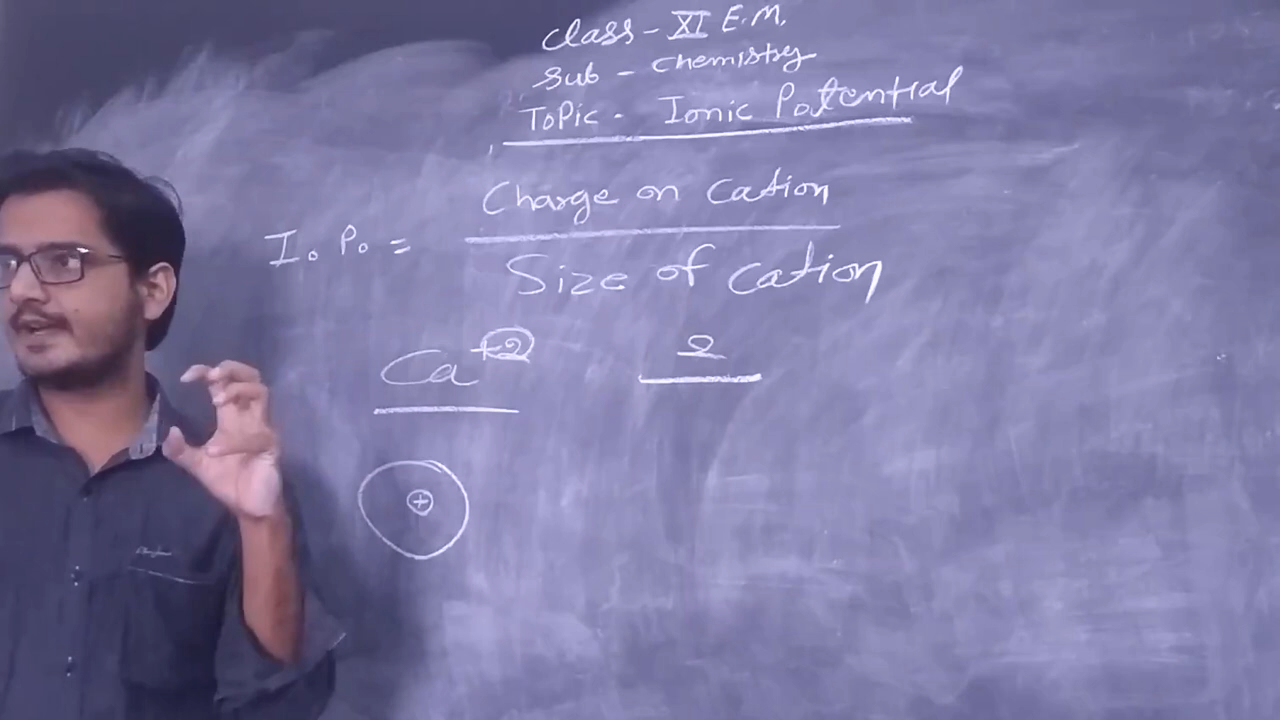 Class - XI E.M.
Sub - Chemistry
Topic - Ionic Potential
I. P. = Charge on Cation
Size of Cation
Ca+2 2
+